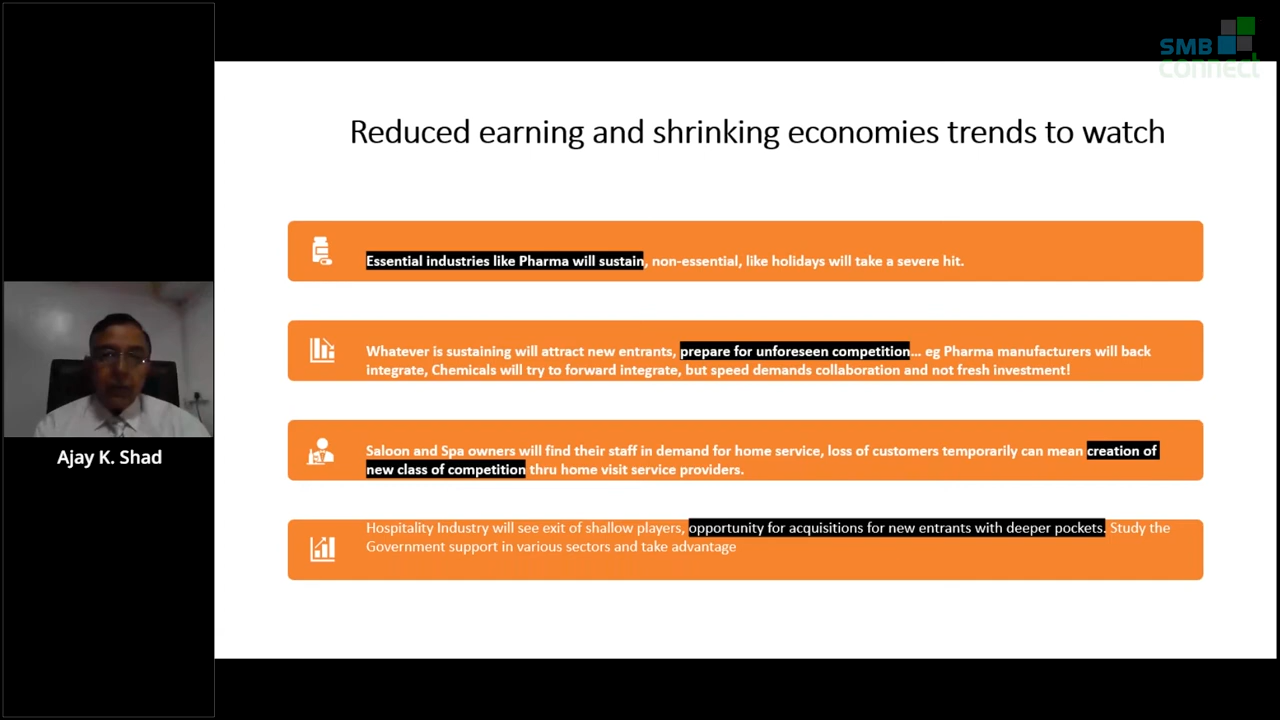 SMB
connect
Reduced earning and shrinking economies trends to watch
Essential industries like Pharma will sustain, non-essential, like holidays will take a severe hit.
Whatever is sustaining will attract new entrants, prepare for unforeseen competition... eg Pharma manufacturers will back
integrate, Chemicals will try to forward integrate, but speed demands collaboration and not fresh investment!
Saloon and Spa owners will find their staff in demand for home service, loss of customers temporarily can mean creation of
new class of competition thru home visit service providers.
Hospitality Industry will see exit of shallow players, opportunity for acquisitions for new entrants with deeper pockets. Study the
Government support in various sectors and take advantage
Ajay K. Shad